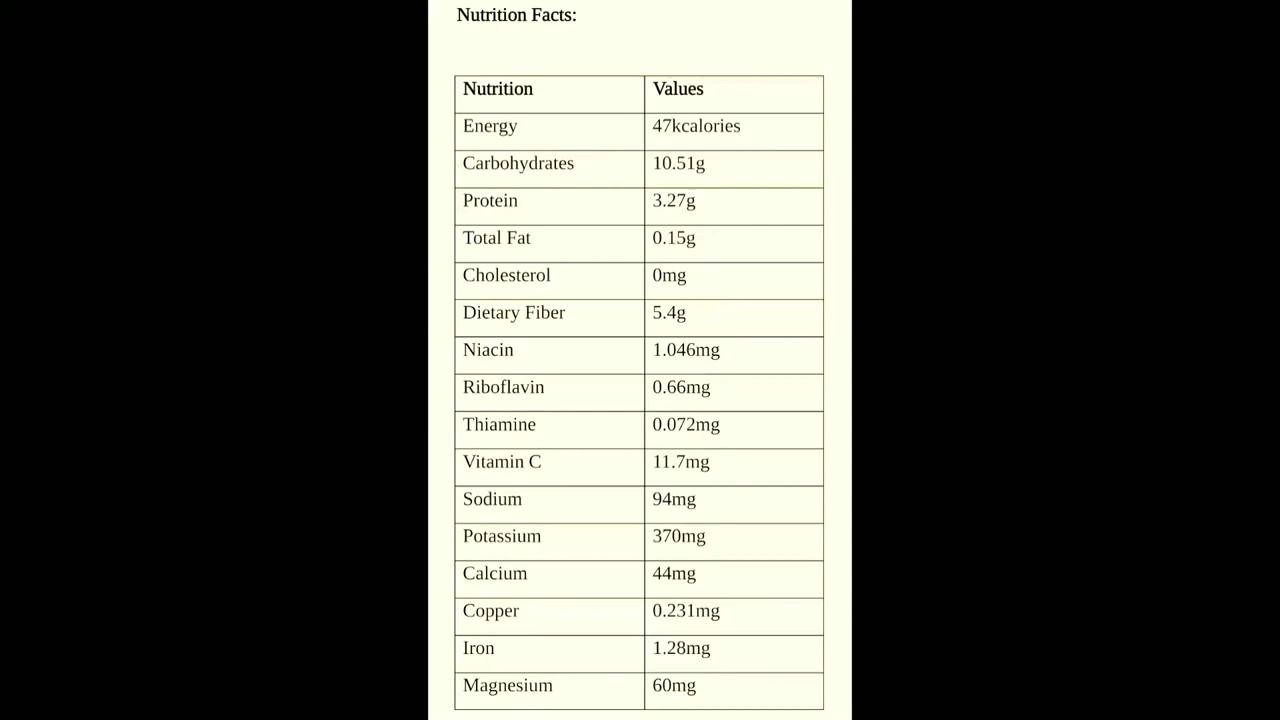 Nutrition Facts:
Nutrition Values
Energy 47kcalories
Carbohydrates 10.51g
Protein 3.27g
Total Fat 0.15g
Cholesterol 0mg
Dietary Fiber 5.4g
Niacin 1.046mg
Riboflavin 0.66mg
Thiamine 0.072mg
Vitamin C 11.7mg
Sodium 94mg
Potassium 370mg
Calcium 44mg
Copper 0.231mg
Iron 1.28mg
Magnesium 60mg